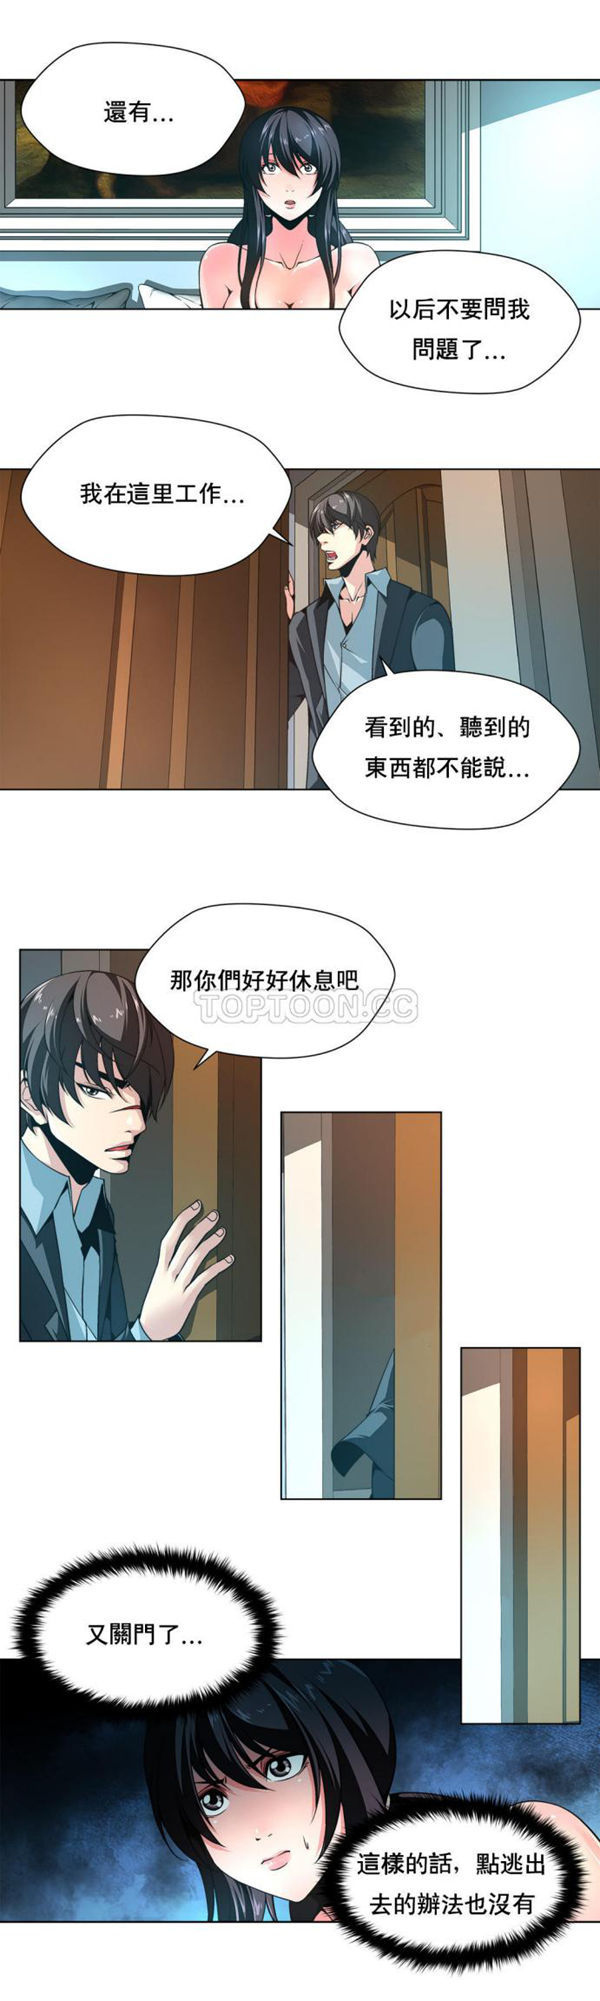 還有...
以后不要問我
問題了...
我在這里工作...
看到的、聽到的
東西都不能說...
那你們好好休息吧
TOPTOON.CC
又關門了...
這樣的話，點逃出
去的辦法也沒有